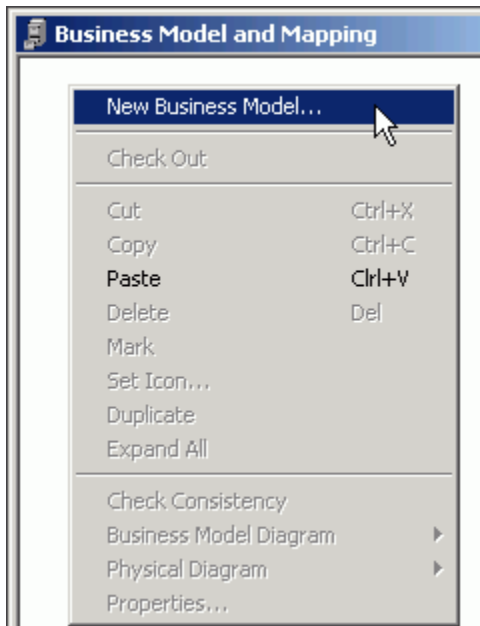 Business Model and Mapping
New Business Model...
Check Out
Cut Ctrl+X
Copy Ctrl+C
Paste Clrl+V
Delete Del
Mark
Set Icon...
Duplicate
Expand All
Check Consistency
Business Model Diagram
Physical Diagram
Properties...